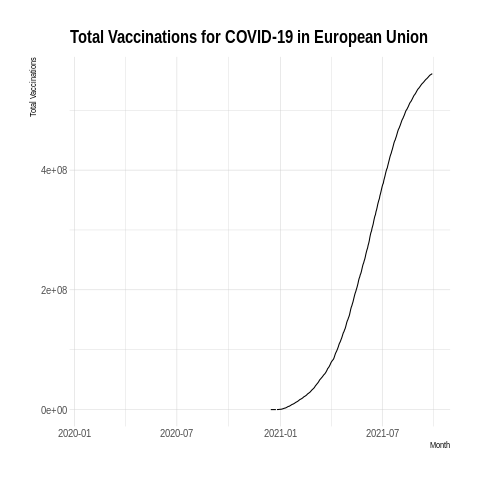 Total Vaccinations for COVID-19 in European Union
Total Vaccinations
4e+08
2e+08
0e+00
2020-01 2020-07 2021-01 2021-07
Month